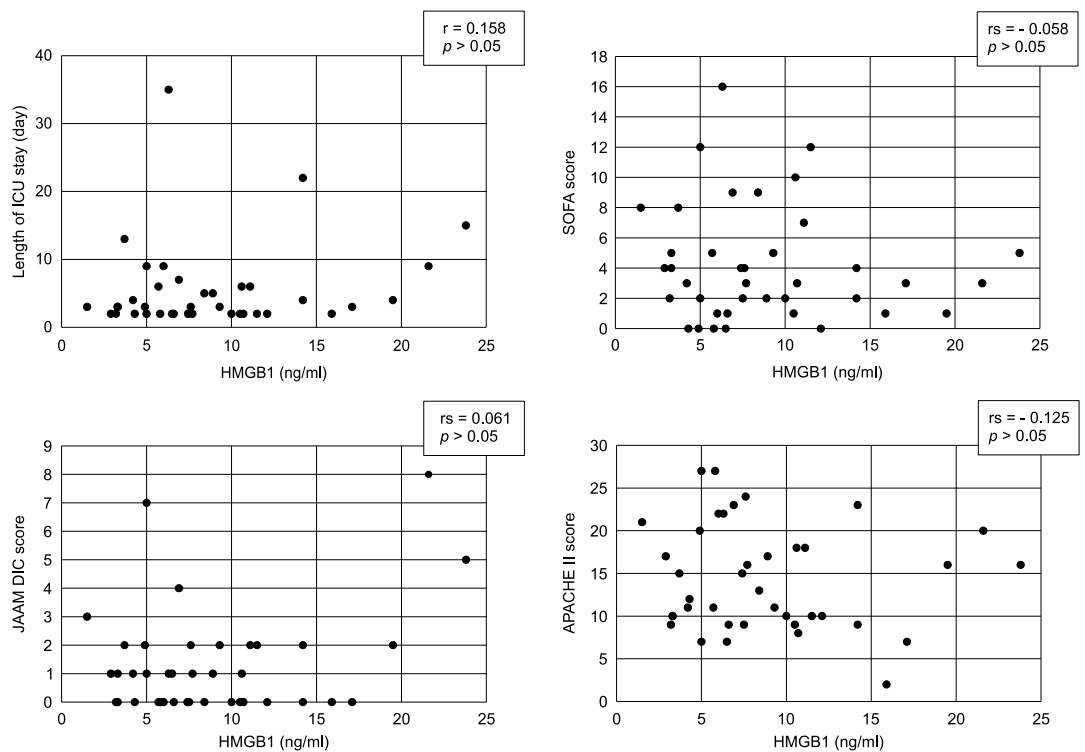 r = 0.158
p > 0.05
40
30
20
10
0
Length of ICU stay (day)
0 5 10 15 20 25
HMGB1 (ng/ml)
rs = - 0.058
p > 0.05
18
16
14
12
10
8
6
4
2
0
SOFA score
0 5 10 15 20 25
HMGB1 (ng/ml)
rs = 0.061
p > 0.05
9
8
7
6
5
4
3
2
1
0
JAAM DIC score
0 5 10 15 20 25
HMGB1 (ng/ml)
rs = - 0.125
p > 0.05
30
25
20
15
10
5
0
APACHE II score
0 5 10 15 20 25
HMGB1 (ng/ml)